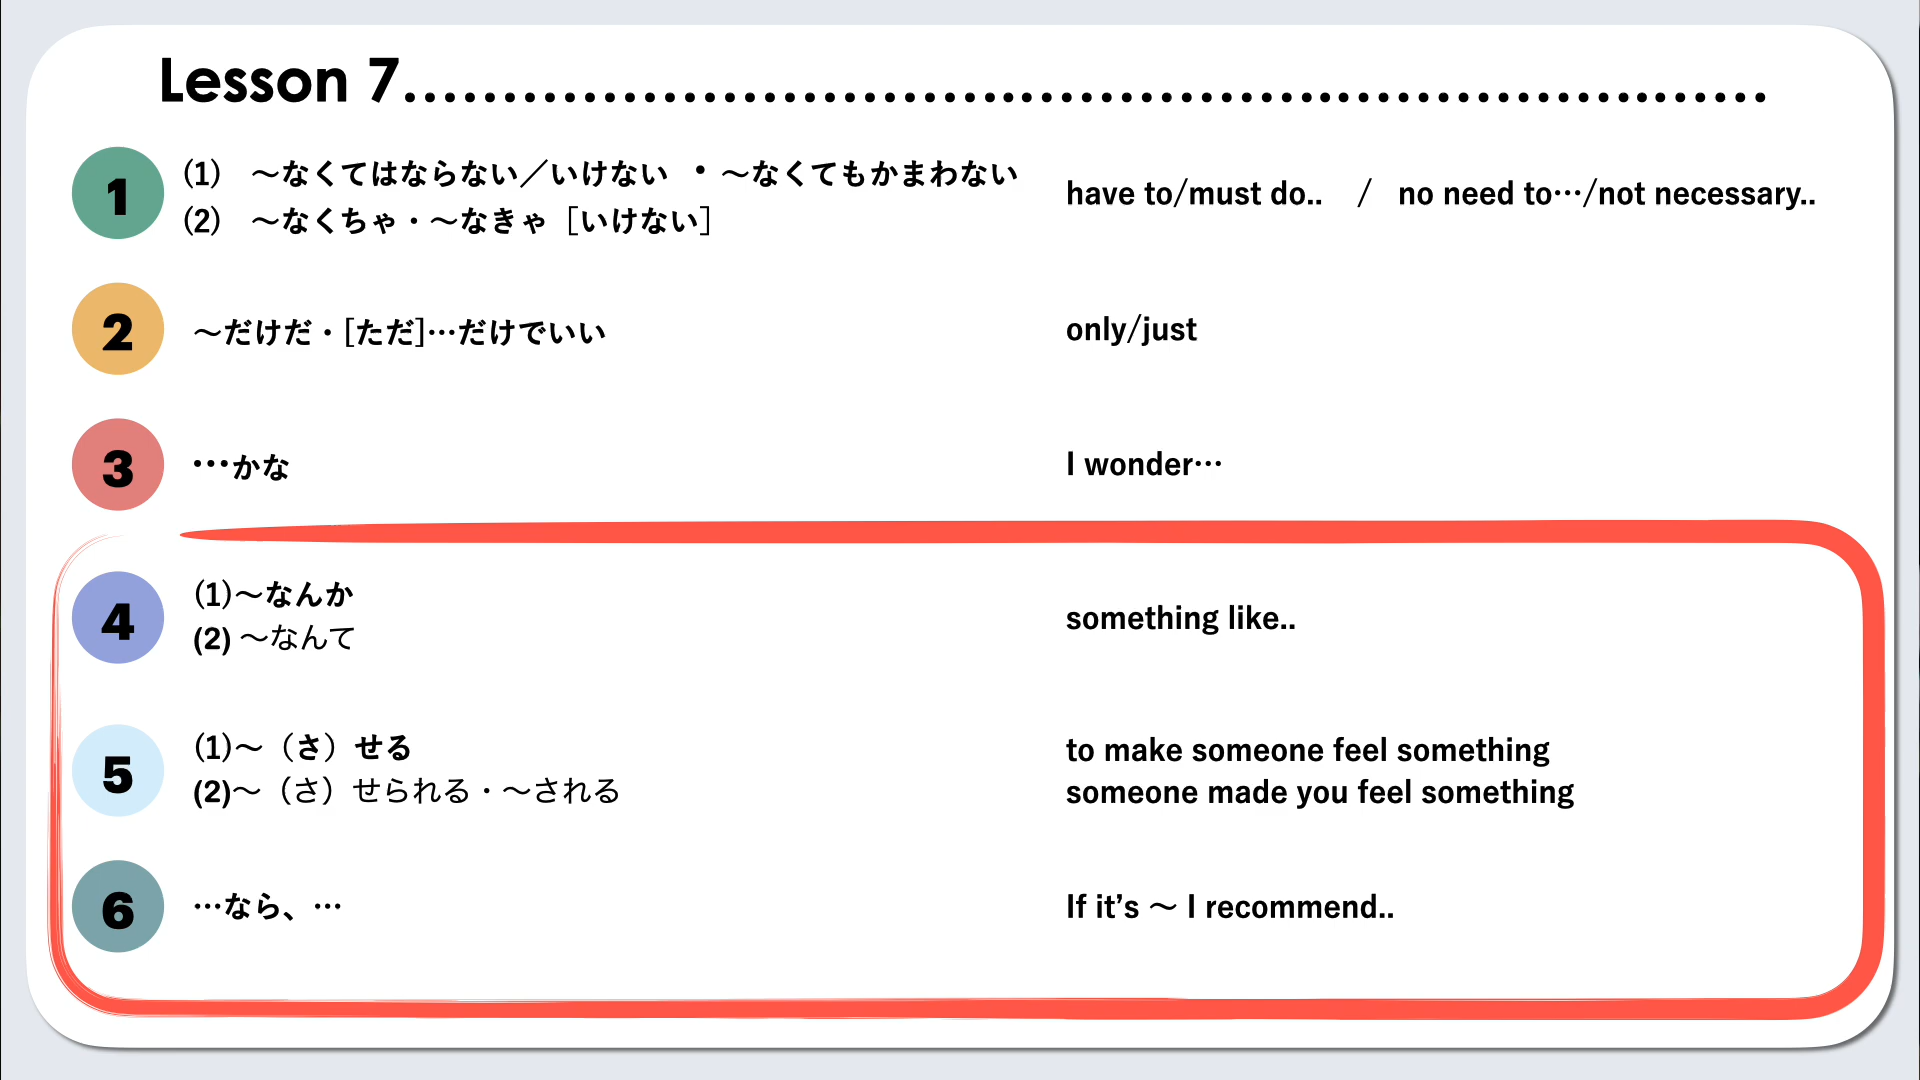 Lesson 7......................................................................
1
(1)　～なくてはならない／いけない ・～なくてもかまわない
(2)　～なくちゃ・～なきゃ［いけない］
have to/must do..　/　no need to…/not necessary..
2
～だけだ・[ただ]…だけでいい
only/just
3
…かな
I wonder…
4
(1)～なんか
(2) ～なんて
something like..
5
(1)～（さ）せる
(2)～（さ）せられる・～される
to make someone feel something
someone made you feel something
6
…なら、…
If it’s ～ I recommend..